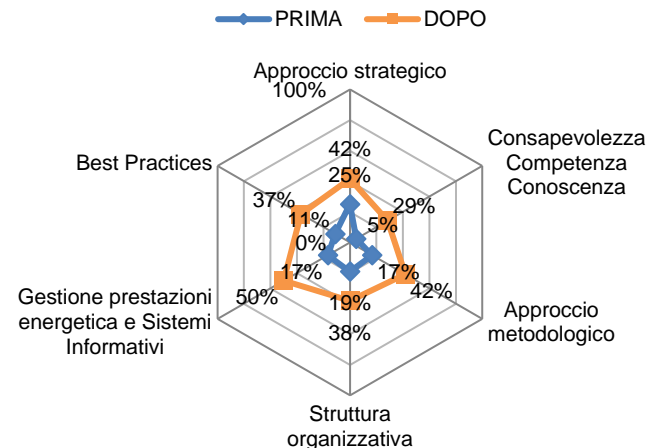 PRIMA DOPO
Approccio strategico
100%
42%
25%
Consapevolezza
Competenza
Conoscenza
29%
5%
Best Practices
37%
11%
0%
17%
50%
17%
42%
Gestione prestazioni
energetica e Sistemi
Informativi
19%
38%
Approccio
metodologico
Struttura
organizzativa